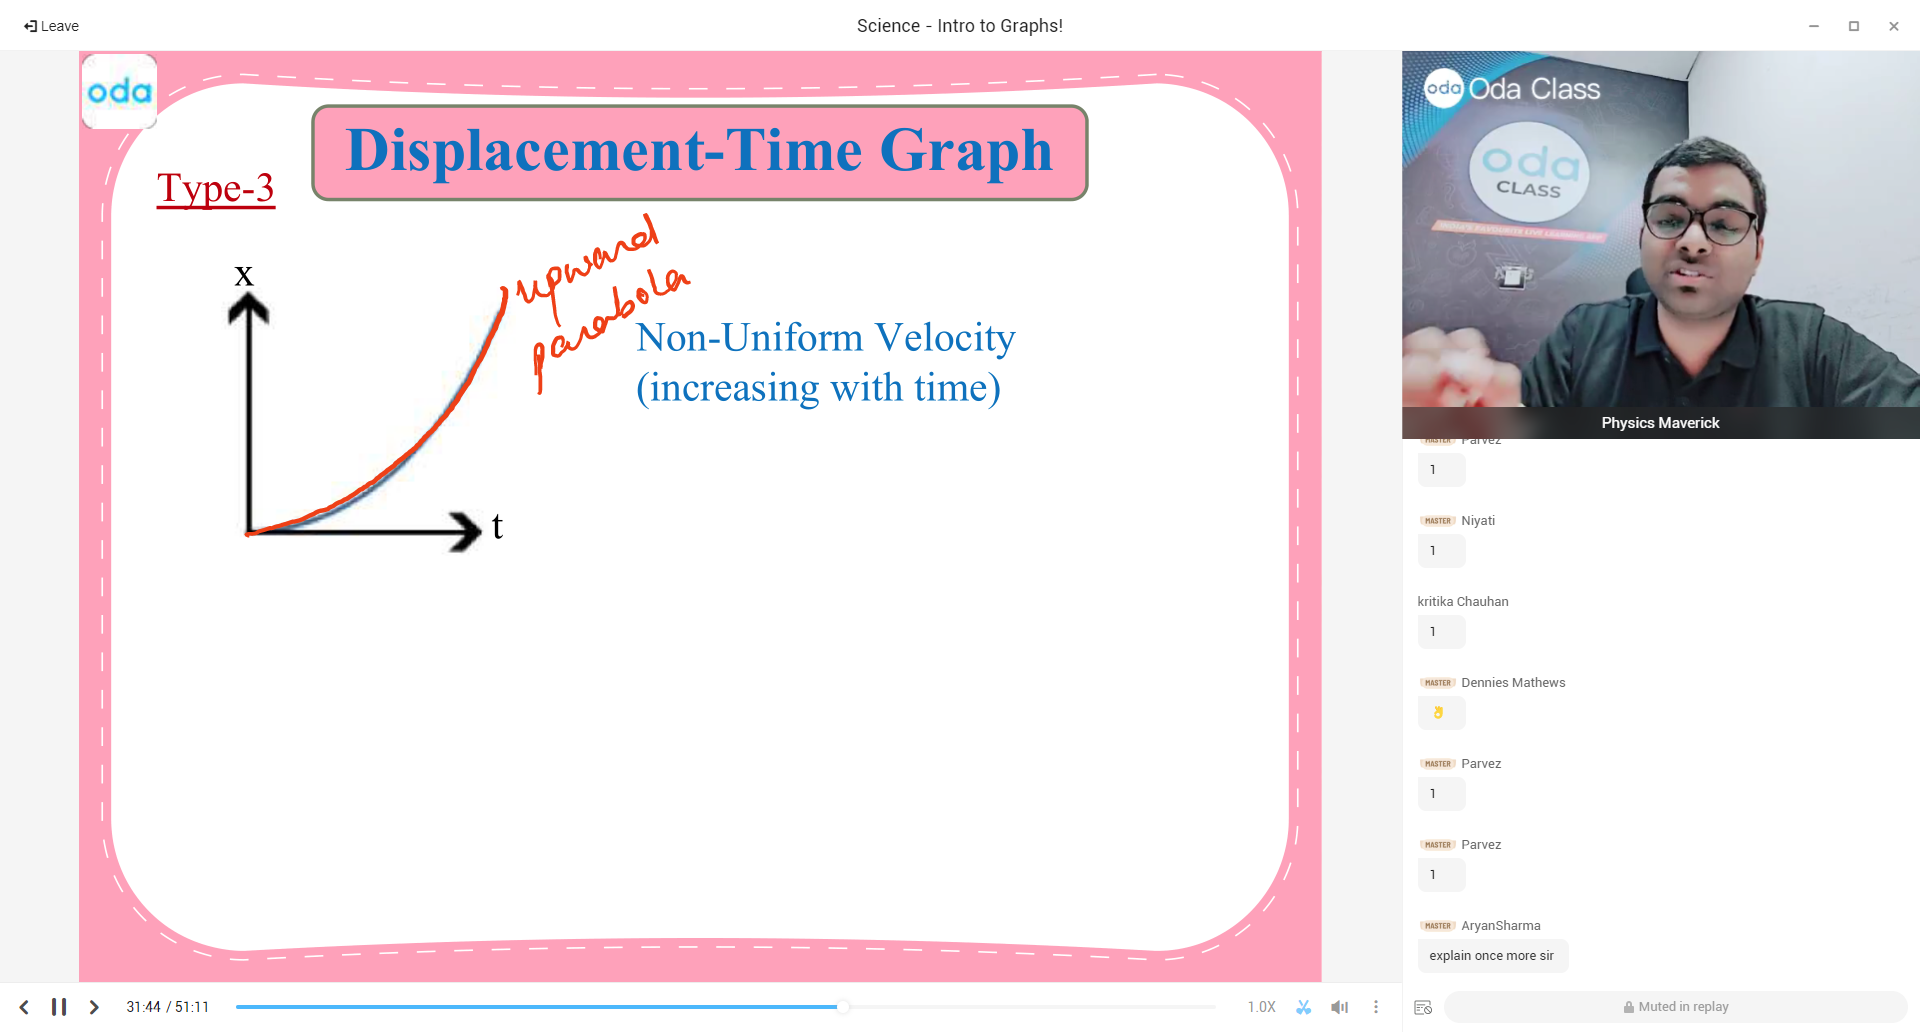 Leave
Science - Intro to Graphs!
oda
Displacement-Time Graph
Type-3
x
upward
parabola
Non-Uniform Velocity
(increasing with time)
t
oda Oda Class
oda
CLASS
Physics Maverick
MASTER Parvez
1
MASTER Niyati
1
kritika Chauhan
1
MASTER Dennies Mathews
👌
MASTER Parvez
1
MASTER Parvez
1
MASTER AryanSharma
explain once more sir
31:44 / 51:11
1.0X
Muted in replay